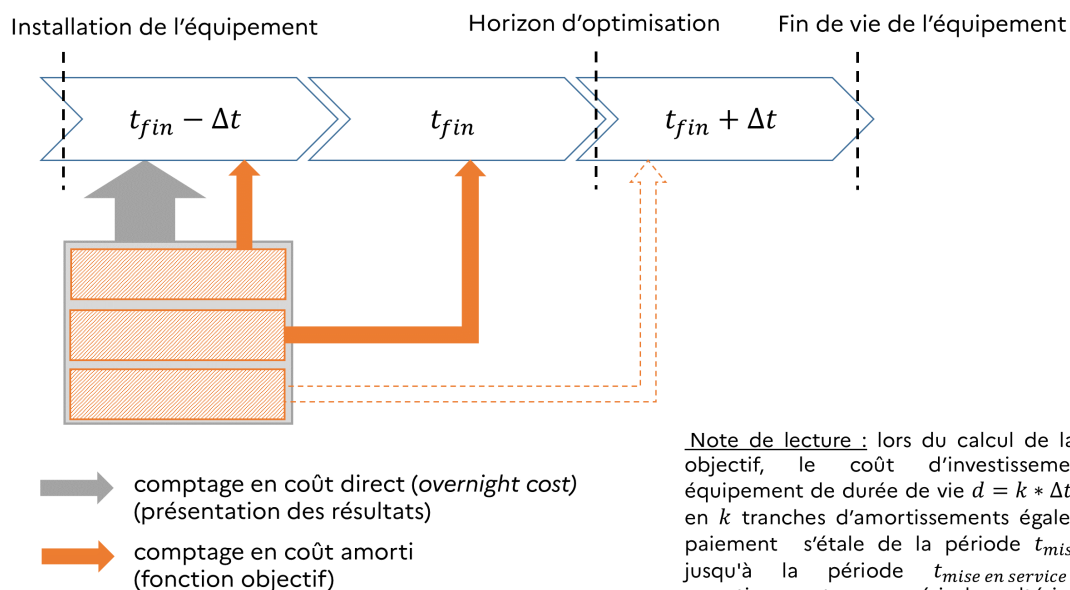 Installation de l'équipement
Horizon d'optimisation
Fin de vie de l'équipement
t_fin − Δt
t_fin
t_fin + Δt
comptage en coût direct (overnight cost)
(présentation des résultats)
comptage en coût amorti
(fonction objectif)
Note de lecture : lors du calcul de la
objectif, le coût
équipement de durée de vie d = k * Δt
en k tranches d'amortissements
paiement s'étale de la période
jusqu'à la période t_mise en service